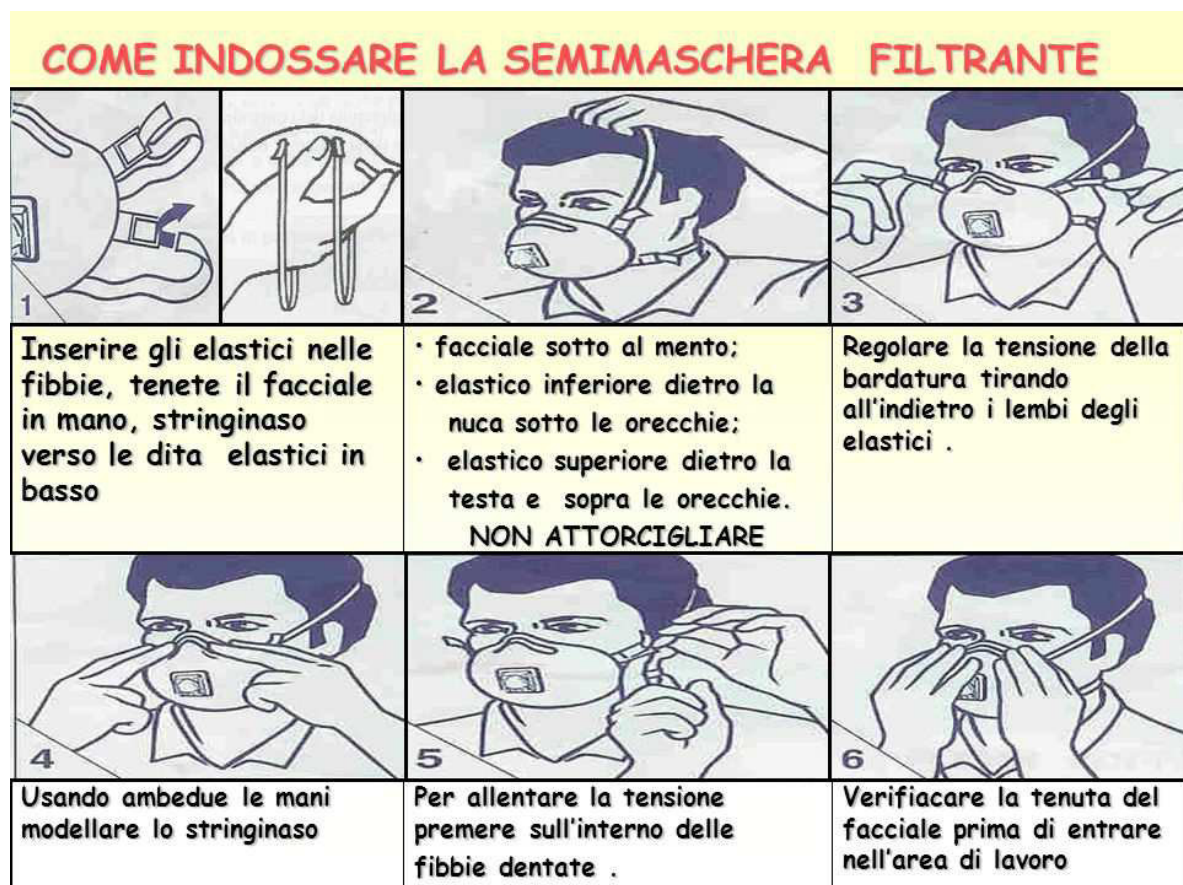 COME INDOSSARE LA SEMIMASCHERA FILTRANTE
1
2
3
Inserire gli elastici nelle
fibbie, tenete il facciale
in mano, stringinaso
verso le dita elastici in
basso
· facciale sotto al mento;
· elastico inferiore dietro la
nuca sotto le orecchie;
· elastico superiore dietro la
testa e sopra le orecchie.
NON ATTORCIGLIARE
Regolare la tensione della
bardatura tirando
all'indietro i lembi degli
elastici .
4
5
6
Usando ambedue le mani
modellare lo stringinaso
Per allentare la tensione
premere sull'interno delle
fibbie dentate .
Verifiacare la tenuta del
facciale prima di entrare
nell'area di lavoro